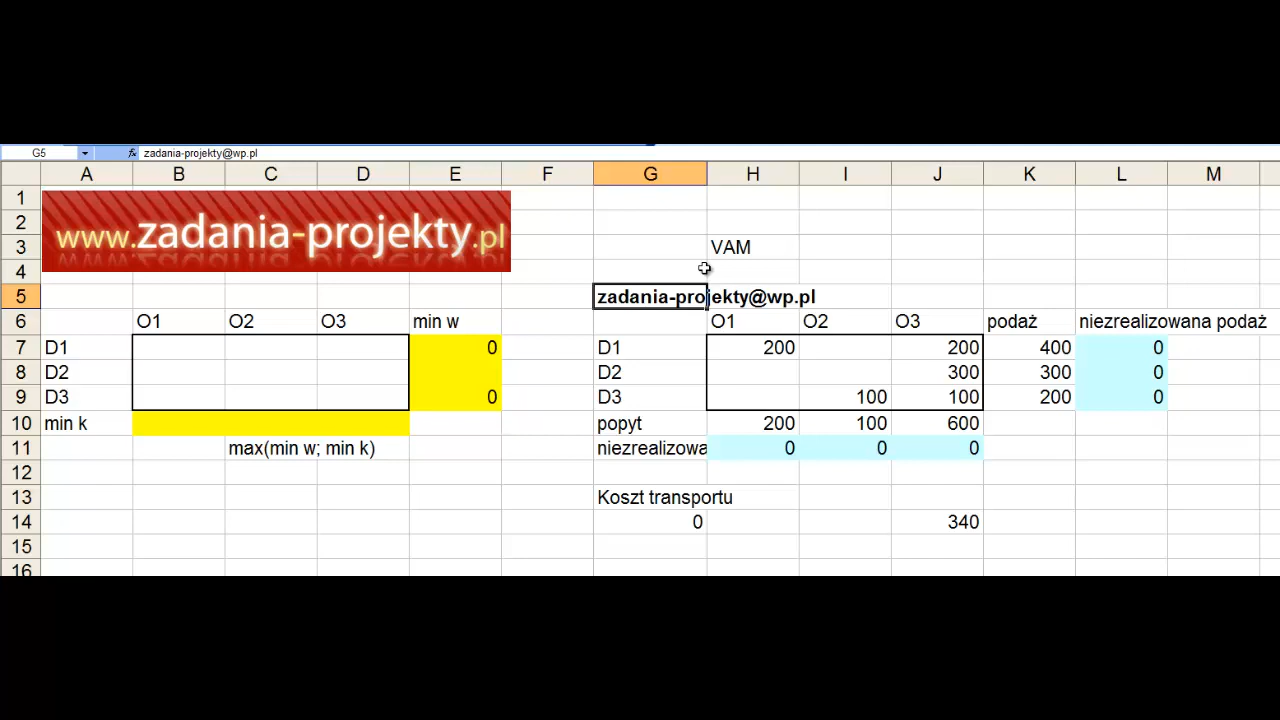 G5 fx zadania-projekty@wp.pl
A B C D E F G H I J K L M
1 www.zadania-projekty.pl
2
3 VAM
4
5 zadania-projekty@wp.pl
6 O1 O2 O3 min w O1 O2 O3 podaż niezrealizowana podaż
7 D1 0 D1 200 200 400 0
8 D2 D2 300 300 0
9 D3 0 D3 100 100 200 0
10 min k popyt 200 100 600
11 max(min w; min k) niezrealizowa 0 0 0
12
13 Koszt transportu
14 0 340
15
16